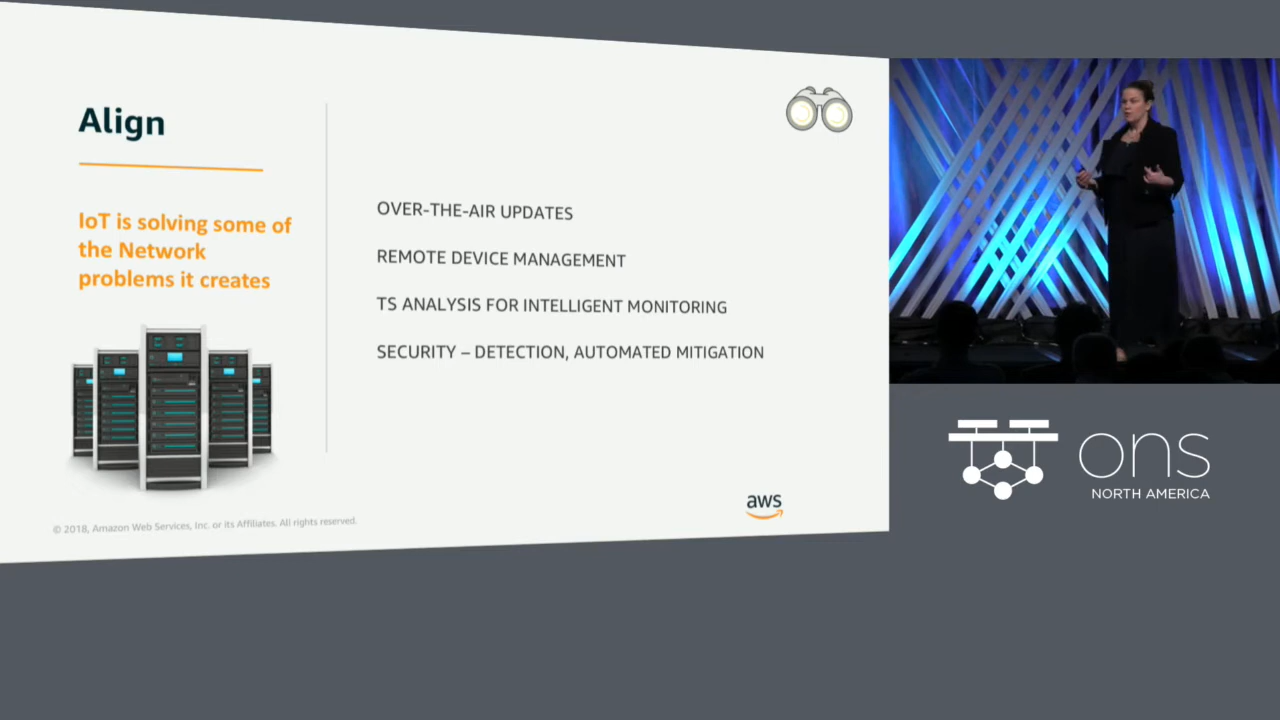 Align
IoT is solving some of
the Network
problems it creates
OVER-THE-AIR UPDATES
REMOTE DEVICE MANAGEMENT
TS ANALYSIS FOR INTELLIGENT MONITORING
SECURITY – DETECTION, AUTOMATED MITIGATION
aws
© 2018, Amazon Web Services, Inc. or its Affiliates. All rights reserved.
ons
NORTH AMERICA